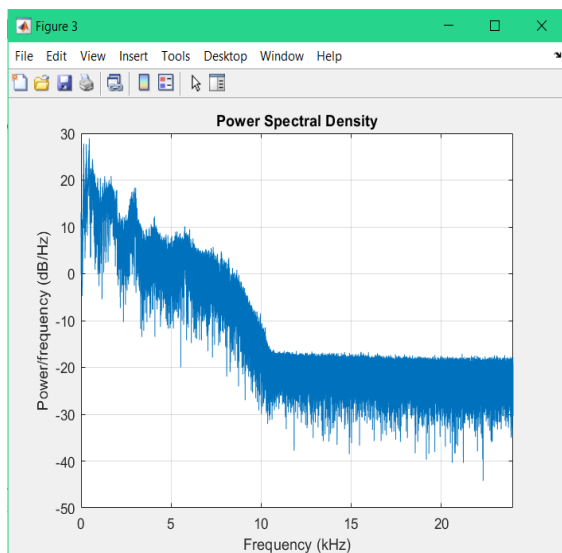 Figure 3
File Edit View Insert Tools Desktop Window Help
Power Spectral Density
30
20
10
0
-10
-20
-30
-40
-50
Power/frequency (dB/Hz)
0 5 10 15 20
Frequency (kHz)